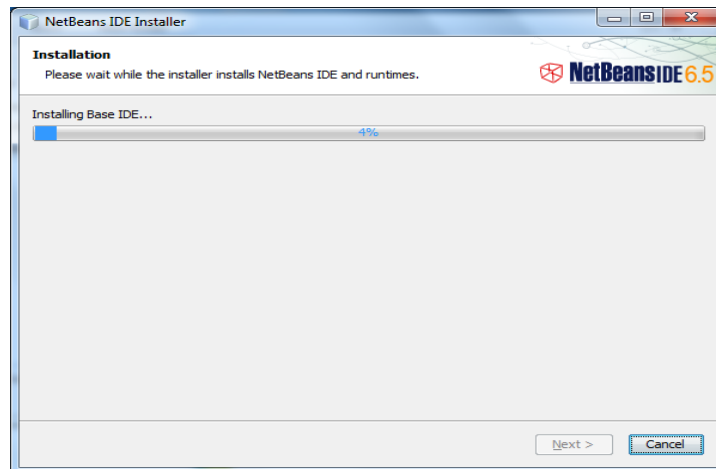 NetBeans IDE Installer
Installation
Please wait while the installer installs NetBeans IDE and runtimes.
NetBeans IDE 6.5
Installing Base IDE...
4%
Next >
Cancel